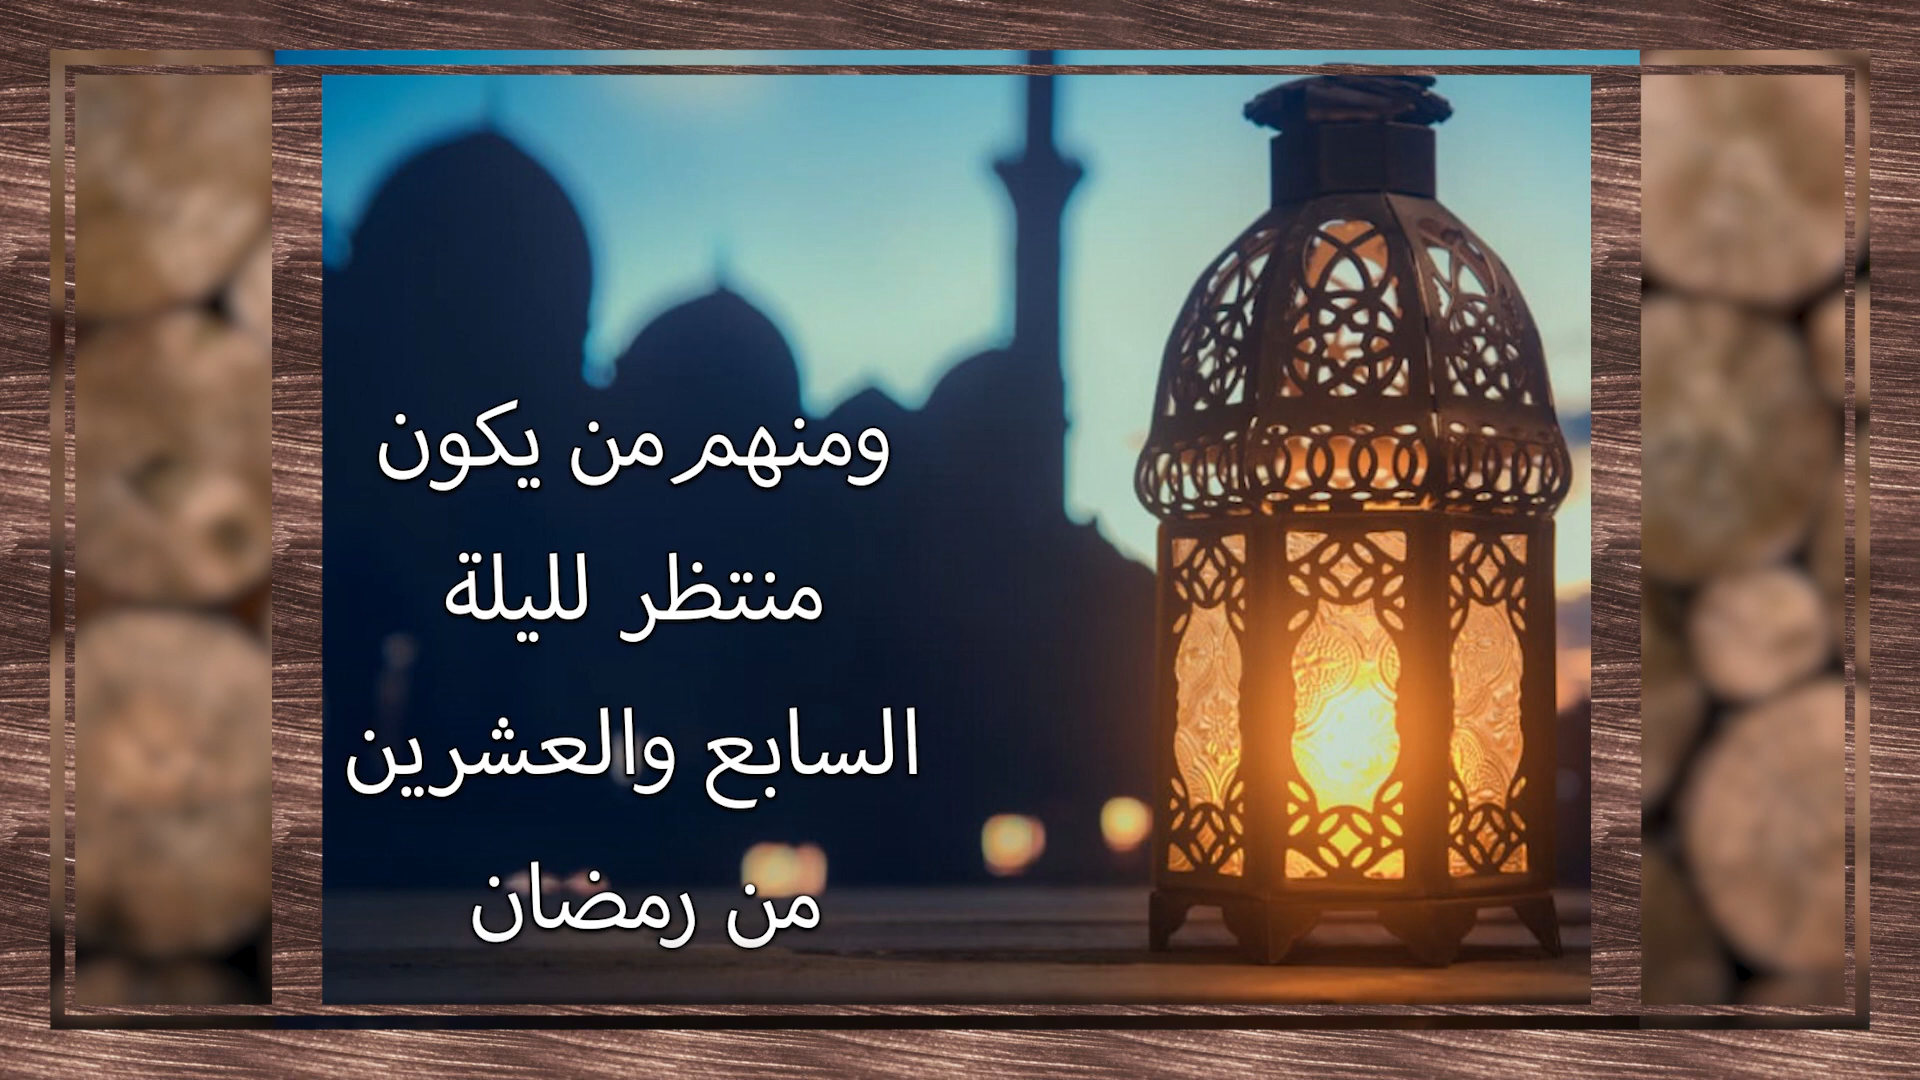 ومنهم من يكون
منتظر لليلة
السابع والعشرين
من رمضان